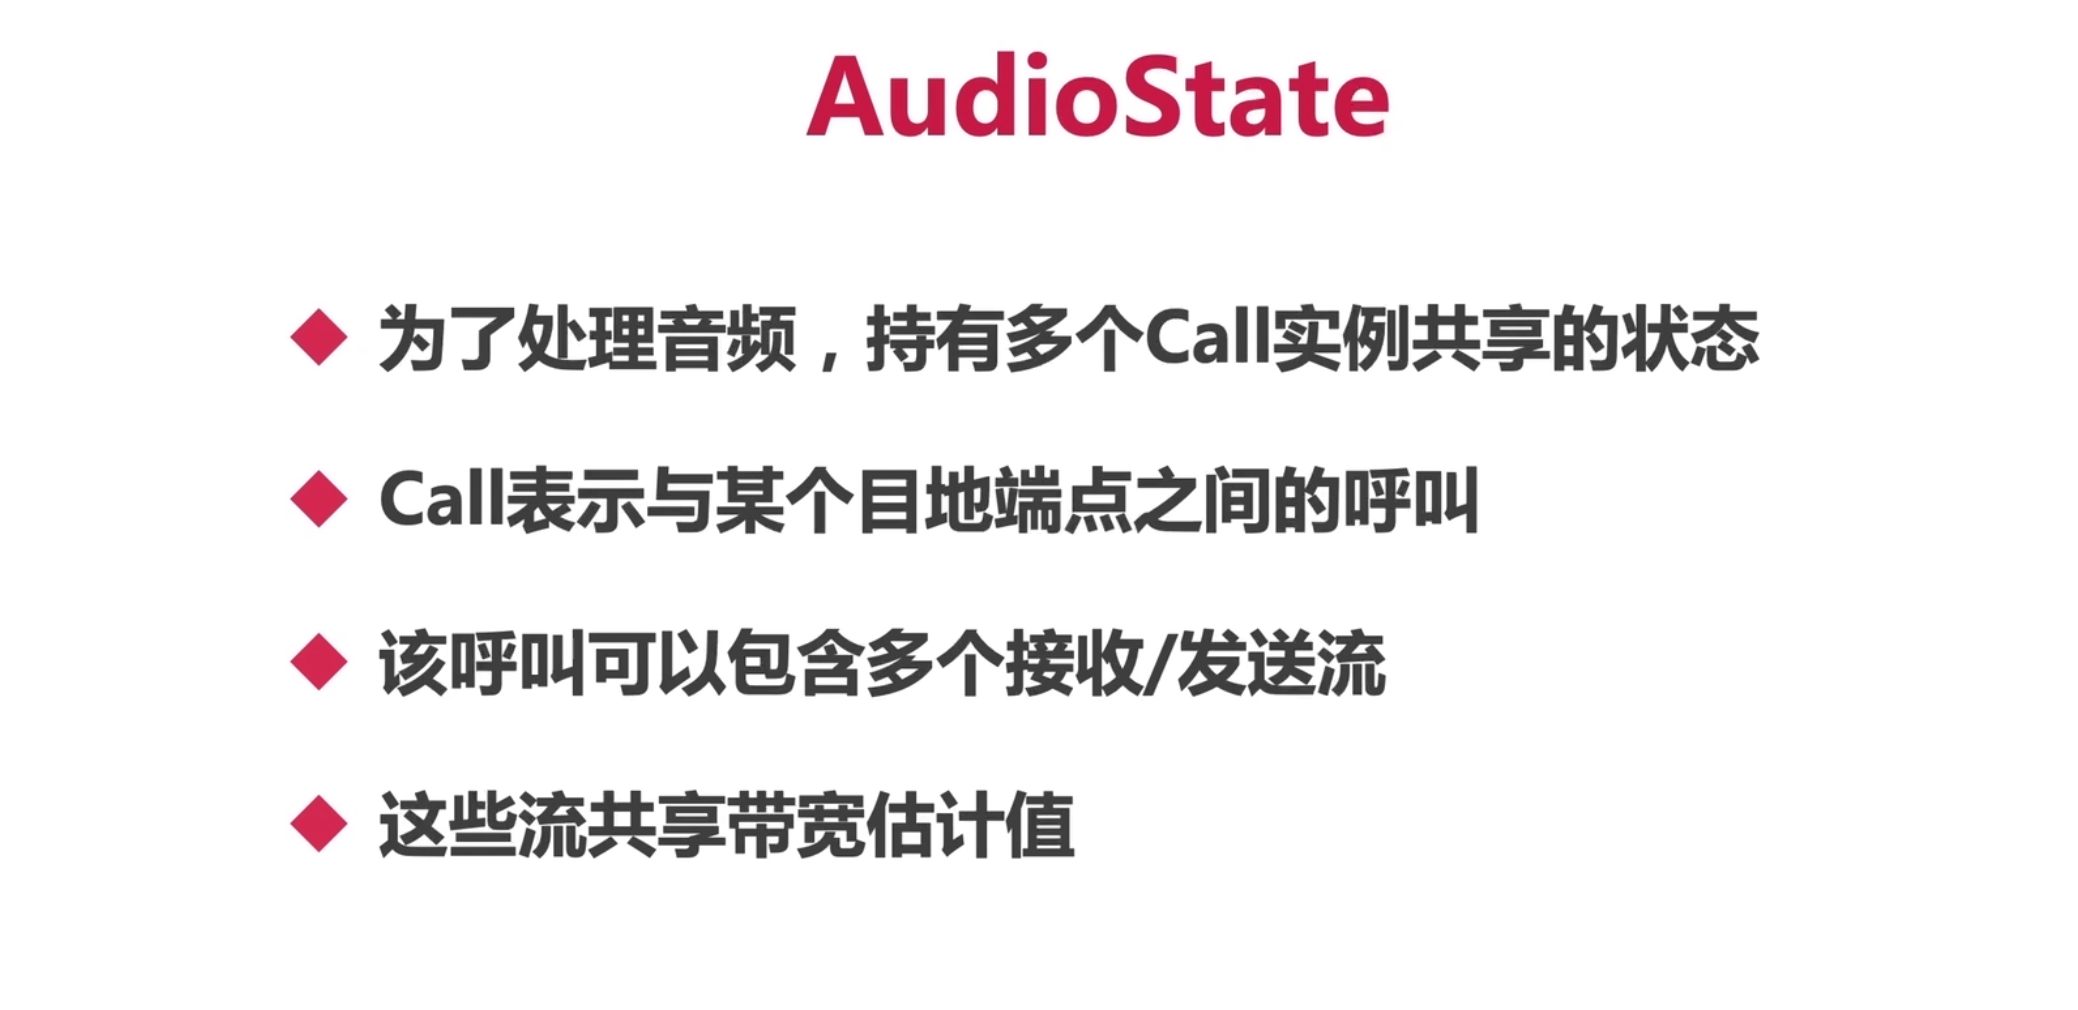 AudioState
为了处理音频，持有多个Call实例共享的状态
Call表示与某个目地端点之间的呼叫
该呼叫可以包含多个接收/发送流
这些流共享带宽估计值